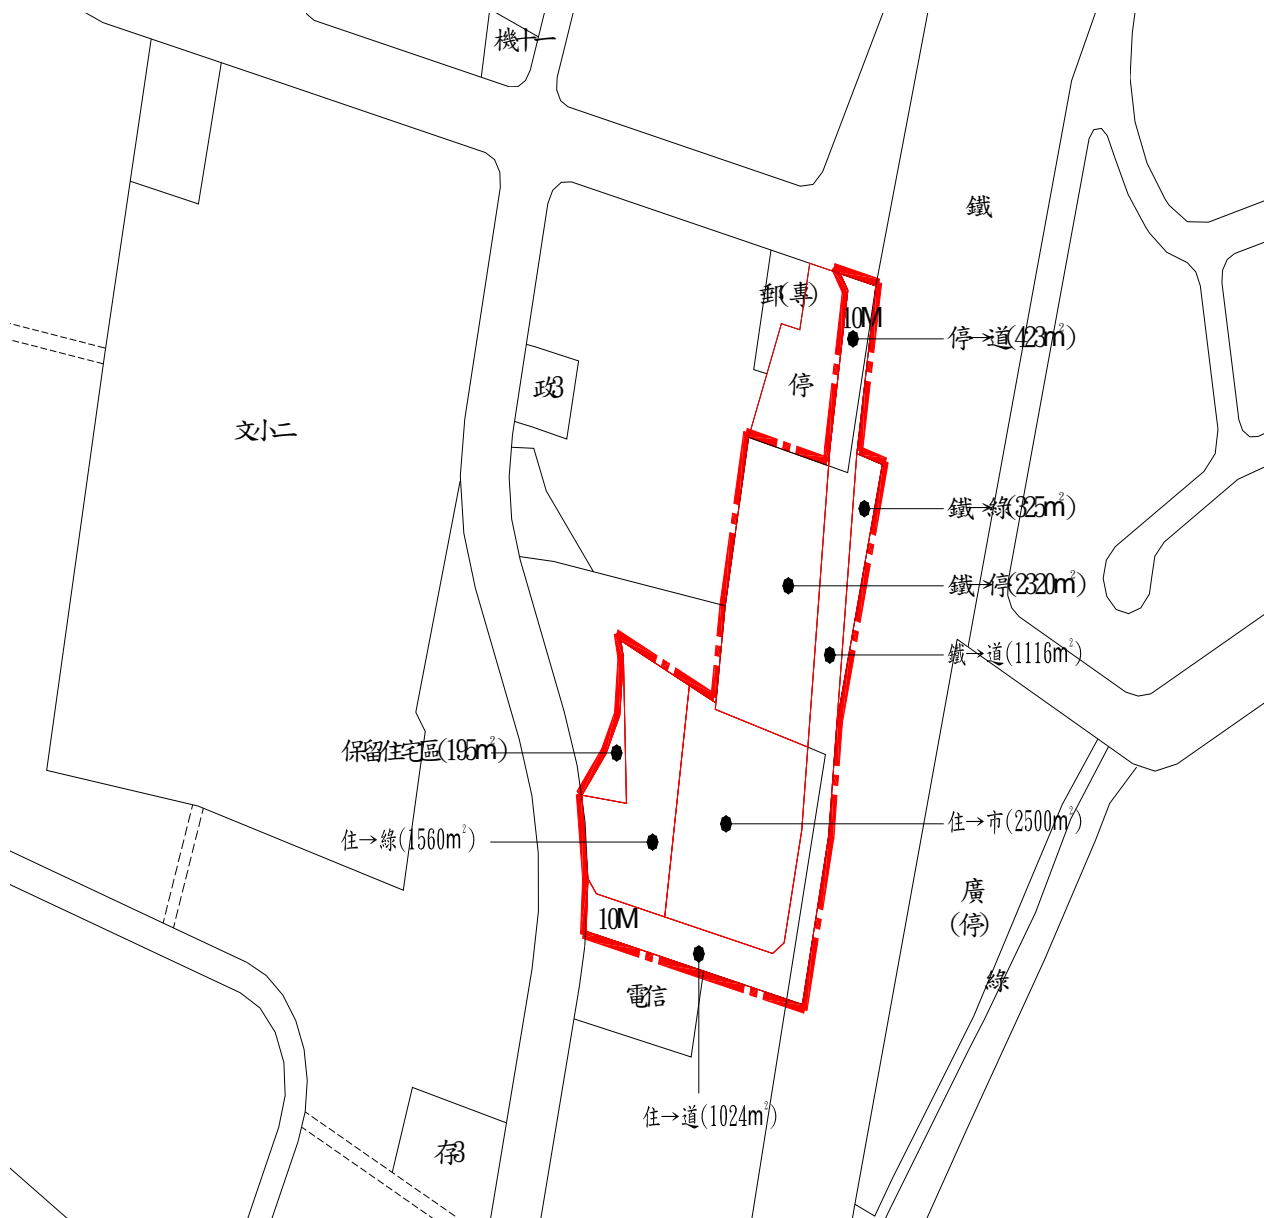 機十一
鐵
郵(專)
10M
停→道(423m²)
停
政3
文小二
鐵→綠(325m²)
鐵→停(2320m²)
鐵→道(1116m²)
保留住宅區(195m²)
住→市(2500m²)
住→綠(1560m²)
廣
(停)
10M
綠
電信
住→道(1024m²)
存3